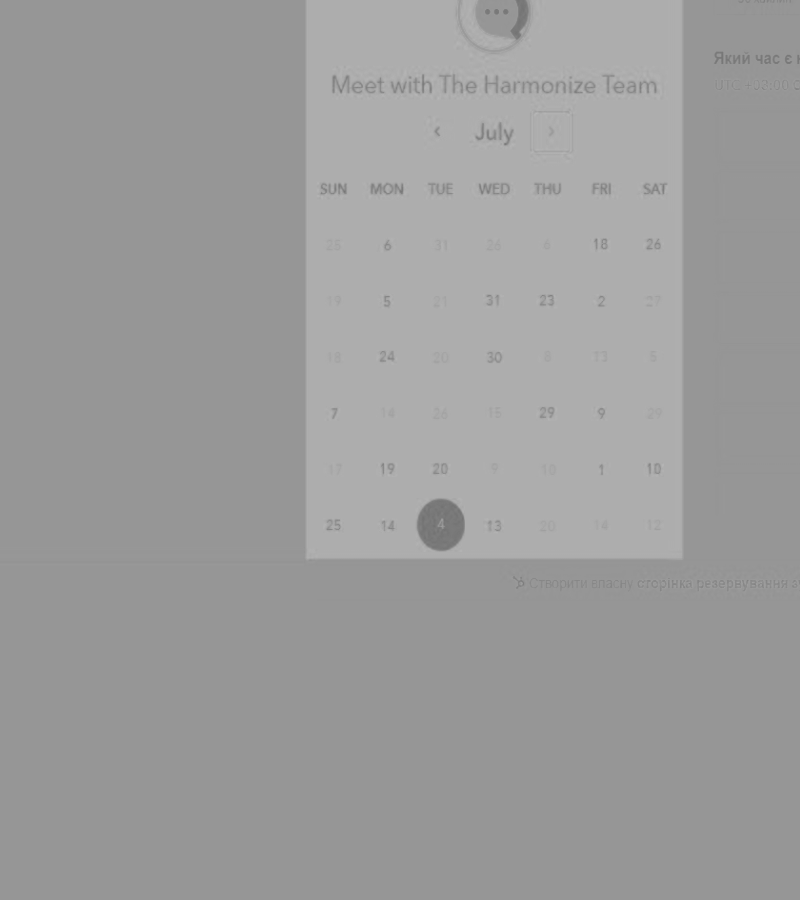 Який час є
Meet with The Harmonize Team
July
SUN MON TUE WED THU FRI SAT
25 6 31 26 6 18 26
19 5 21 31 23 2 27
18 24 20 30 8 13 5
7 14 26 15 29 9 29
17 19 20 9 18 1 10
25 14 4 13 20 14 12
Створити власну сторінка резервування